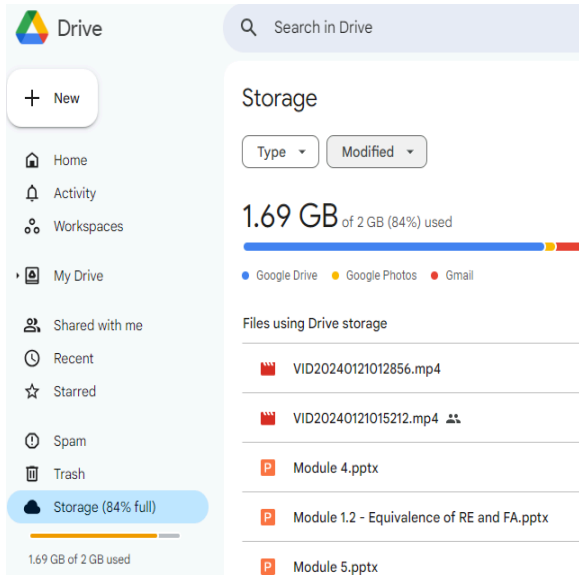 Drive
Search in Drive
New
Home
Activity
Workspaces
My Drive
Shared with me
Recent
Starred
Spam
Trash
Storage (84% full)
1.69 GB of 2 GB used
Storage
Type
Modified
1.69 GB of 2 GB (84%) used
Google Drive Google Photos Gmail
Files using Drive storage
VID20240121012856.mp4
VID20240121015212.mp4
P Module 4.pptx
P Module 1.2 - Equivalence of RE and FA.pptx
P Module 5.pptx